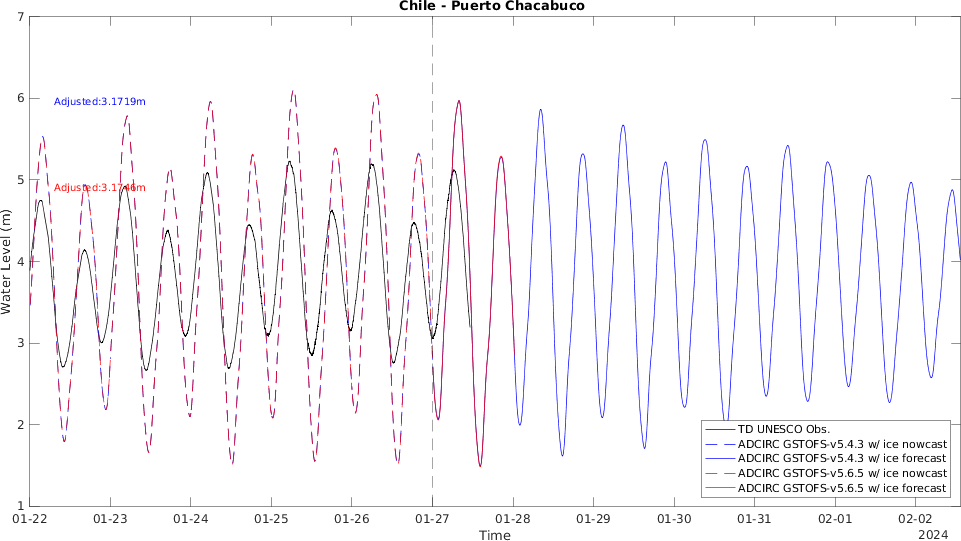 Chile - Puerto Chacabuco
7
6
5
4
3
2
1
Water Level (m)
Adjusted:3.1719m
Adjusted:3.1746m
TD UNESCO Obs.
ADCIRC GSTOFS-v5.4.3 w/ ice nowcast
ADCIRC GSTOFS-v5.4.3 w/ ice forecast
ADCIRC GSTOFS-v5.6.5 w/ ice nowcast
ADCIRC GSTOFS-v5.6.5 w/ ice forecast
01-22 01-23 01-24 01-25 01-26 01-27 01-28 01-29 01-30 01-31 02-01 02-02
Time
2024